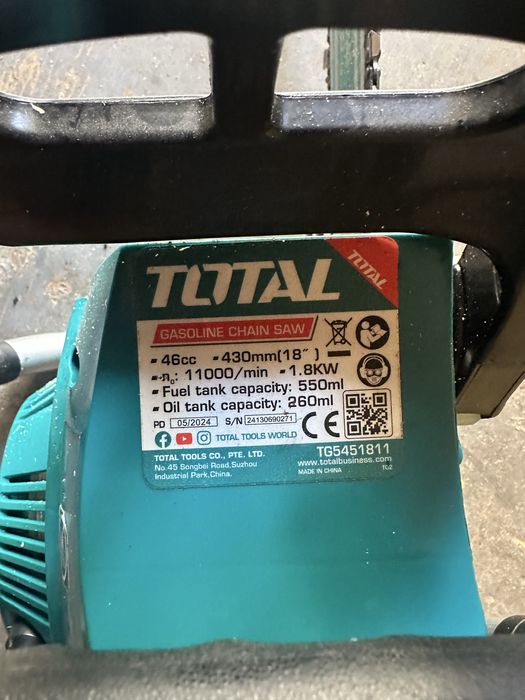 TOTAL
TOTAL
GASOLINE CHAIN SAW
46cc 430mm(18″)
n₀: 11000/min 1.8KW
Fuel tank capacity: 550ml
Oil tank capacity: 260ml
PD 05/2024 S/N 24130690271
CE
TOTAL TOOLS WORLD
TOTAL TOOLS CO., PTE. LTD.
No.45 Songbei Road,Suzhou
Industrial Park,China.
TG5451811
www.totalbusiness.com
MADE IN CHINA TG2